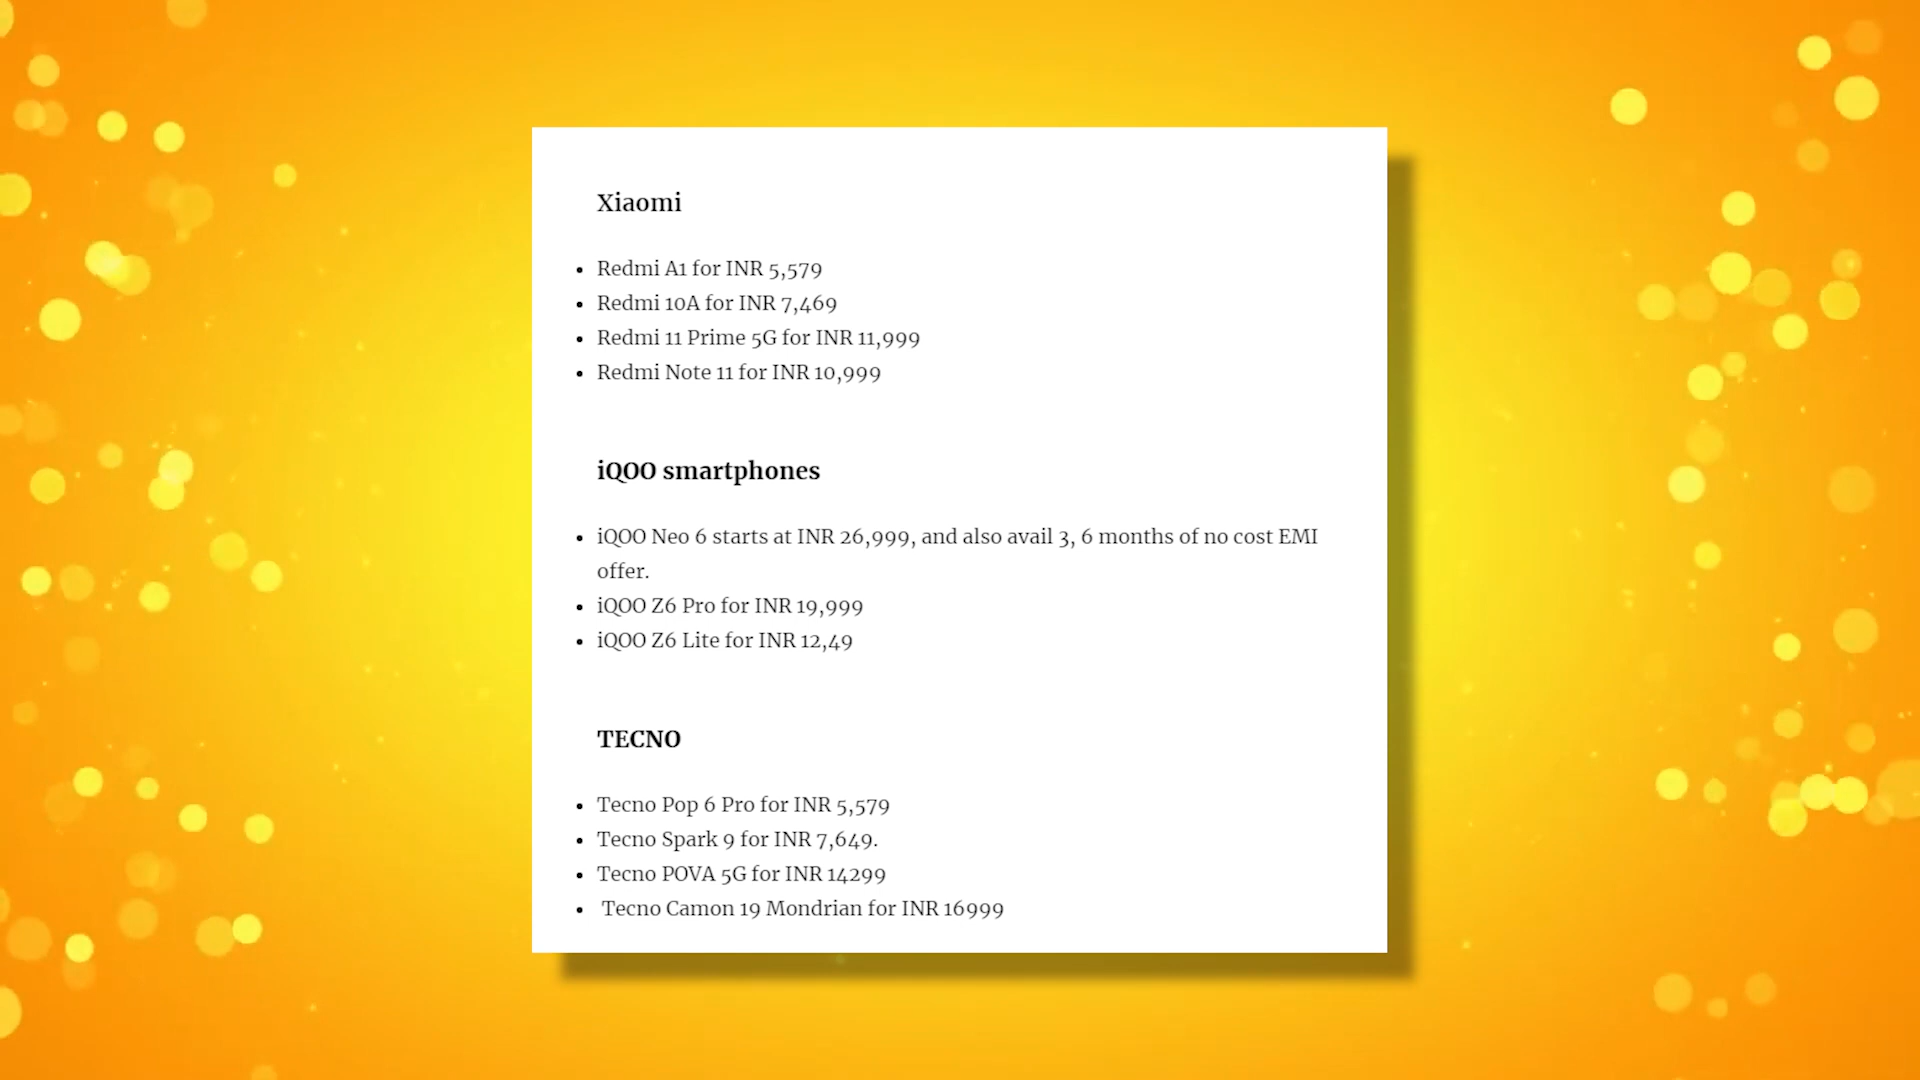 Xiaomi
• Redmi A1 for INR 5,579
• Redmi 10A for INR 7,469
• Redmi 11 Prime 5G for INR 11,999
• Redmi Note 11 for INR 10,999
iQOO smartphones
• iQOO Neo 6 starts at INR 26,999, and also avail 3, 6 months of no cost EMI
offer.
• iQOO Z6 Pro for INR 19,999
• iQOO Z6 Lite for INR 12,49
TECNO
• Tecno Pop 6 Pro for INR 5,579
• Tecno Spark 9 for INR 7,649.
• Tecno POVA 5G for INR 14299
• Tecno Camon 19 Mondrian for INR 16999